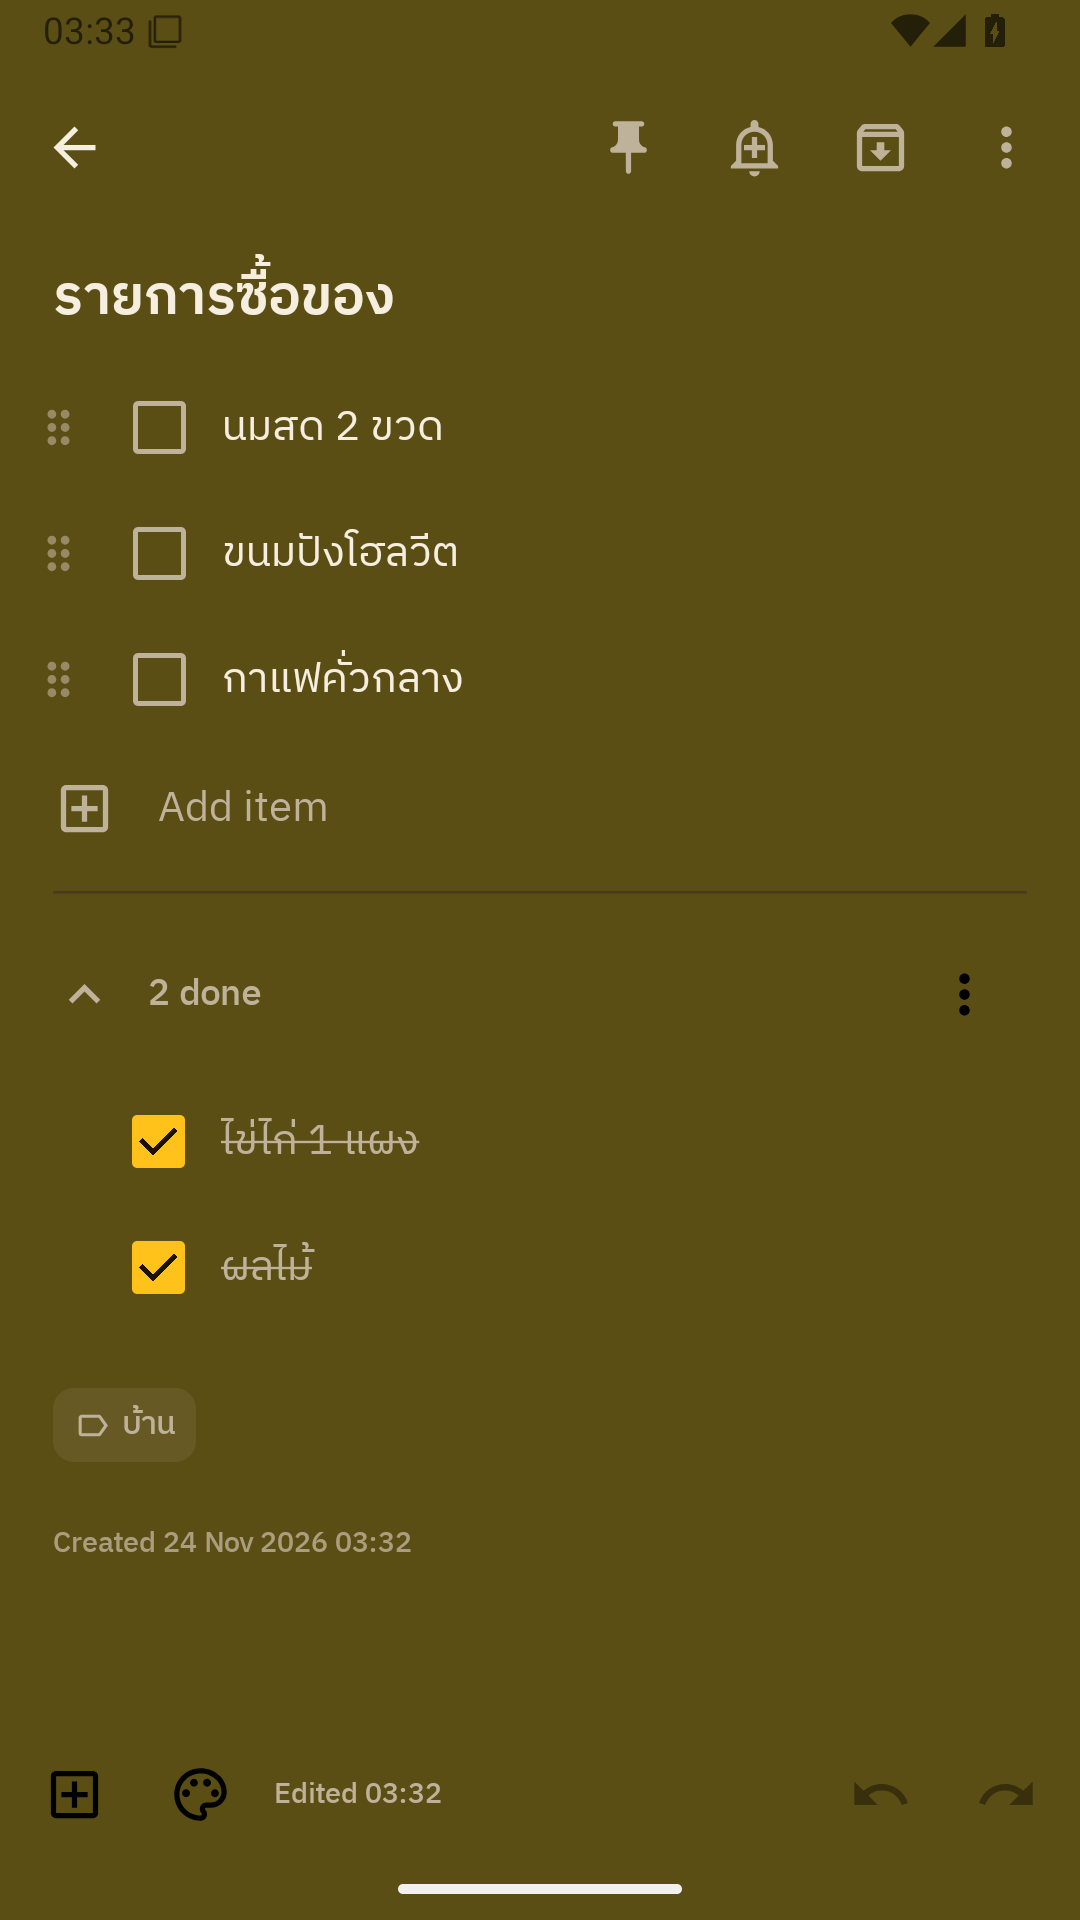 03:33
รายการซื้อของ
นมสด 2 ขวด
ขนมปังโฮลวีต
กาแฟคั่วกลาง
Add item
2 done
ไข่ไก่ 1 แผง
ผลไม้
บ้าน
Created 24 Nov 2026 03:32
Edited 03:32